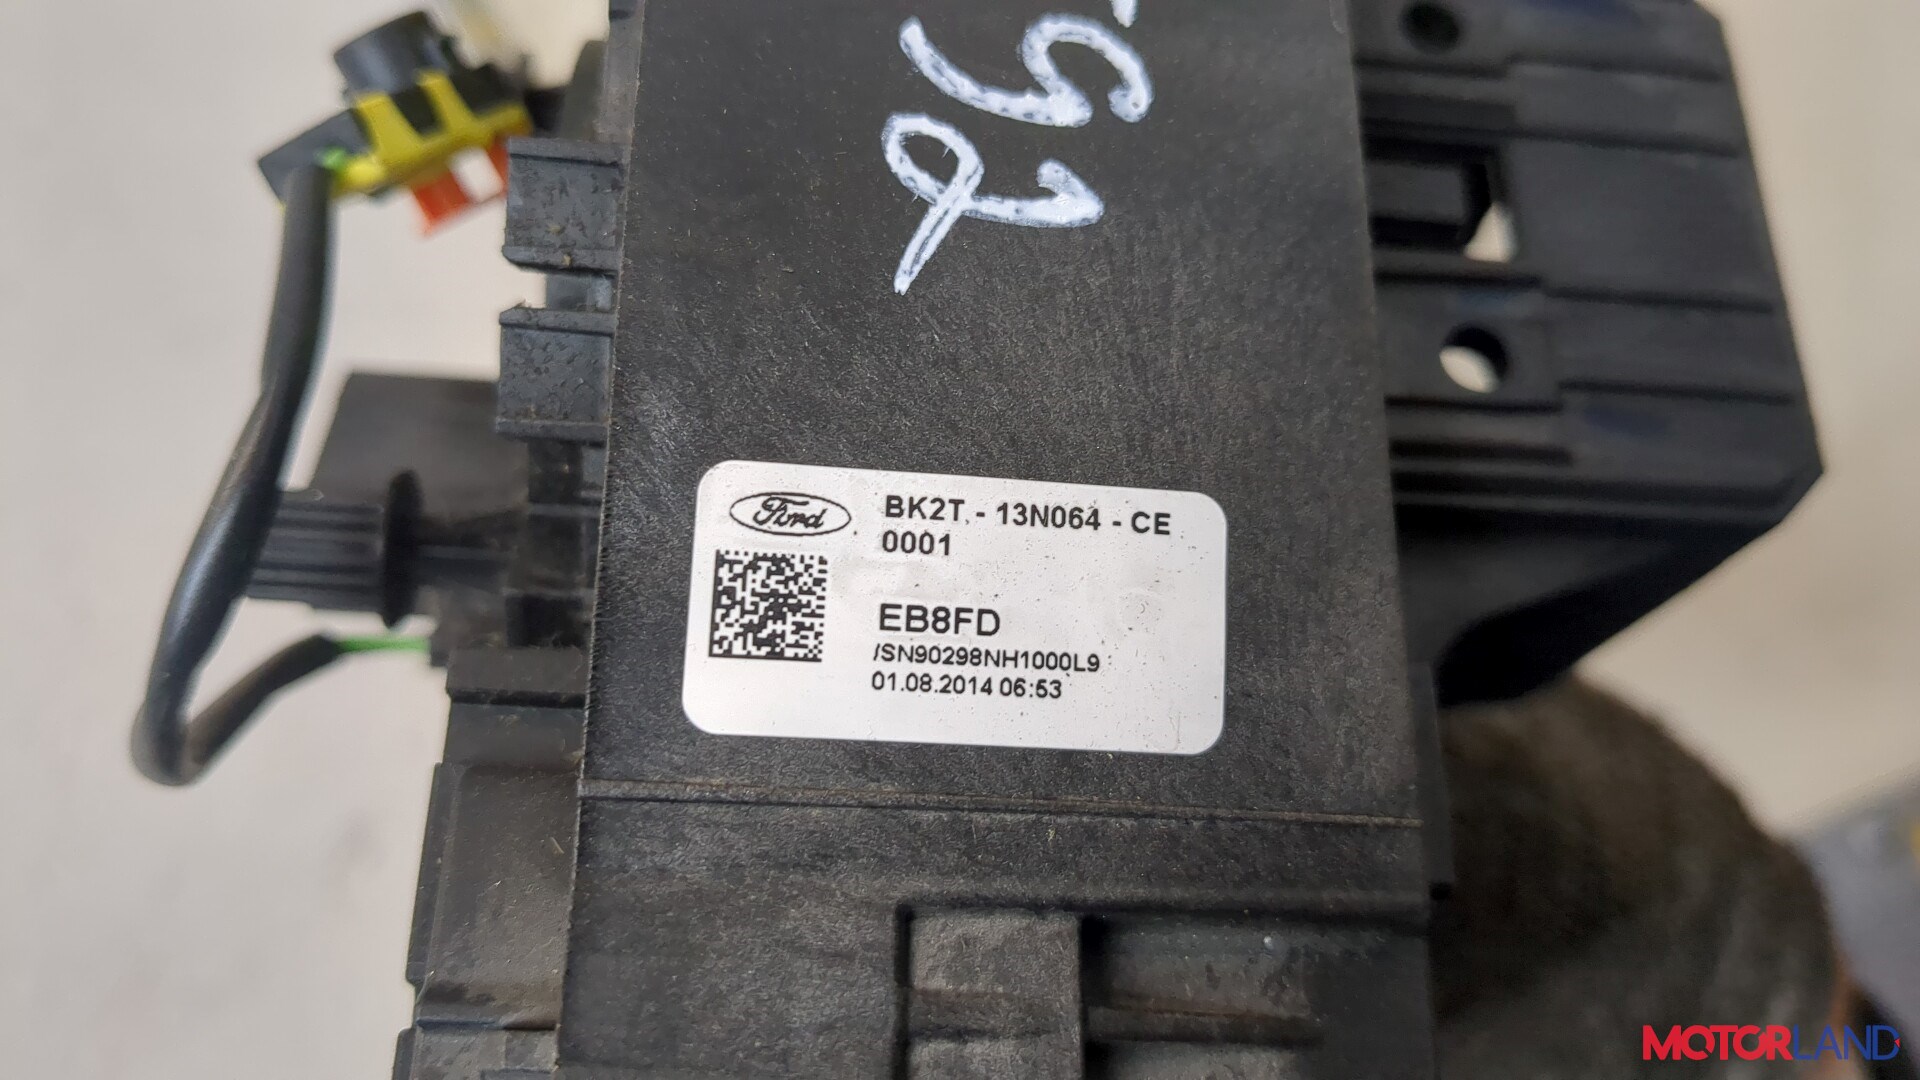 Ford
BK2T - 13N064 - CE
0001
EB8FD
/SN90298NH1000L9
01.08.2014 06:53
MOTORLAND